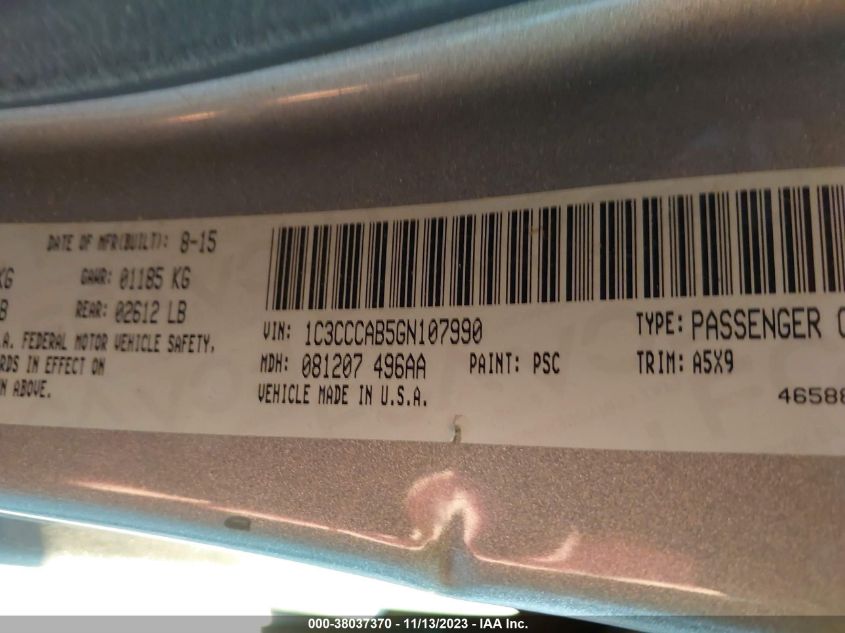 DATE OF MFR(BUILT): 8-15
KG GAWR: 01185 KG
REAR: 02612 LB
FEDERAL MOTOR VEHICLE SAFETY,
IN EFFECT ON
ABOVE.
VIN: 1C3CCCAB5GN107990
TYPE: PASSENGER
MDH: 081207 496AA
PAINT: PSC
TRIM: A5X9
VEHICLE MADE IN U.S.A.
000-38037370 - 11/13/2023 - IAA Inc.